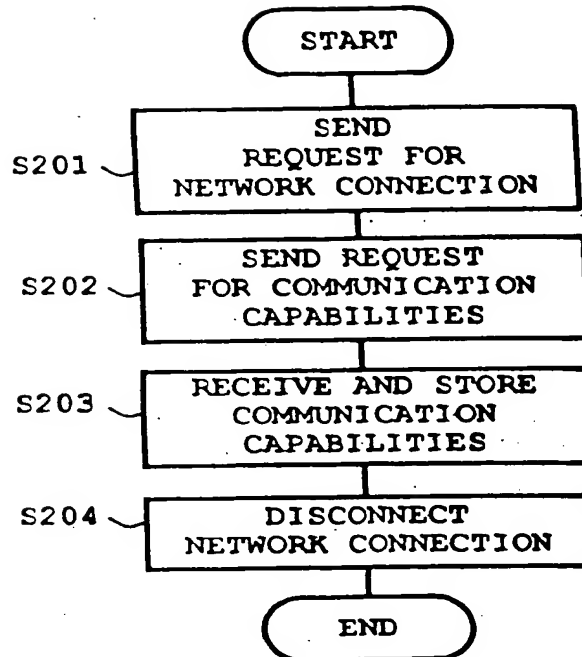 START
S201
SEND
REQUEST FOR
NETWORK CONNECTION
S202
SEND REQUEST
FOR COMMUNICATION
CAPABILITIES
S203
RECEIVE AND STORE
COMMUNICATION
CAPABILITIES
S204
DISCONNECT
NETWORK CONNECTION
END